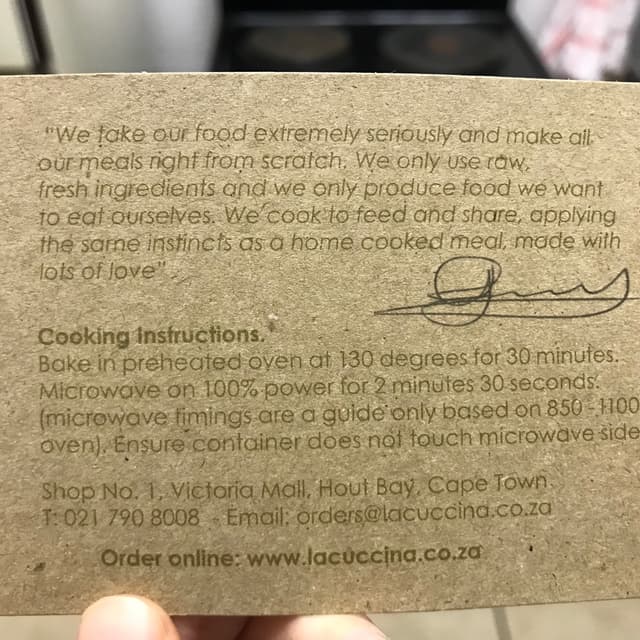 "We take our food extremely seriously and make all
our meals right from scratch. We only use raw,
fresh ingredients and we only produce food we want
to eat ourselves. We cook to feed and share, applying
the same instincts as a home cooked meal, made with
lots of love"
Cooking Instructions.
Bake in preheated oven at 130 degrees for 30 minutes.
Microwave on 100% power for 2 minutes 30 seconds.
(microwave timings are a guide only based on 850 -1100
oven). Ensure container does not touch microwave side
Shop No. 1, Victoria Mall, Hout Bay, Cape Town.
T: 021 790 8008 - Email: orders@lacuccina.co.za
Order online: www.lacuccina.co.za